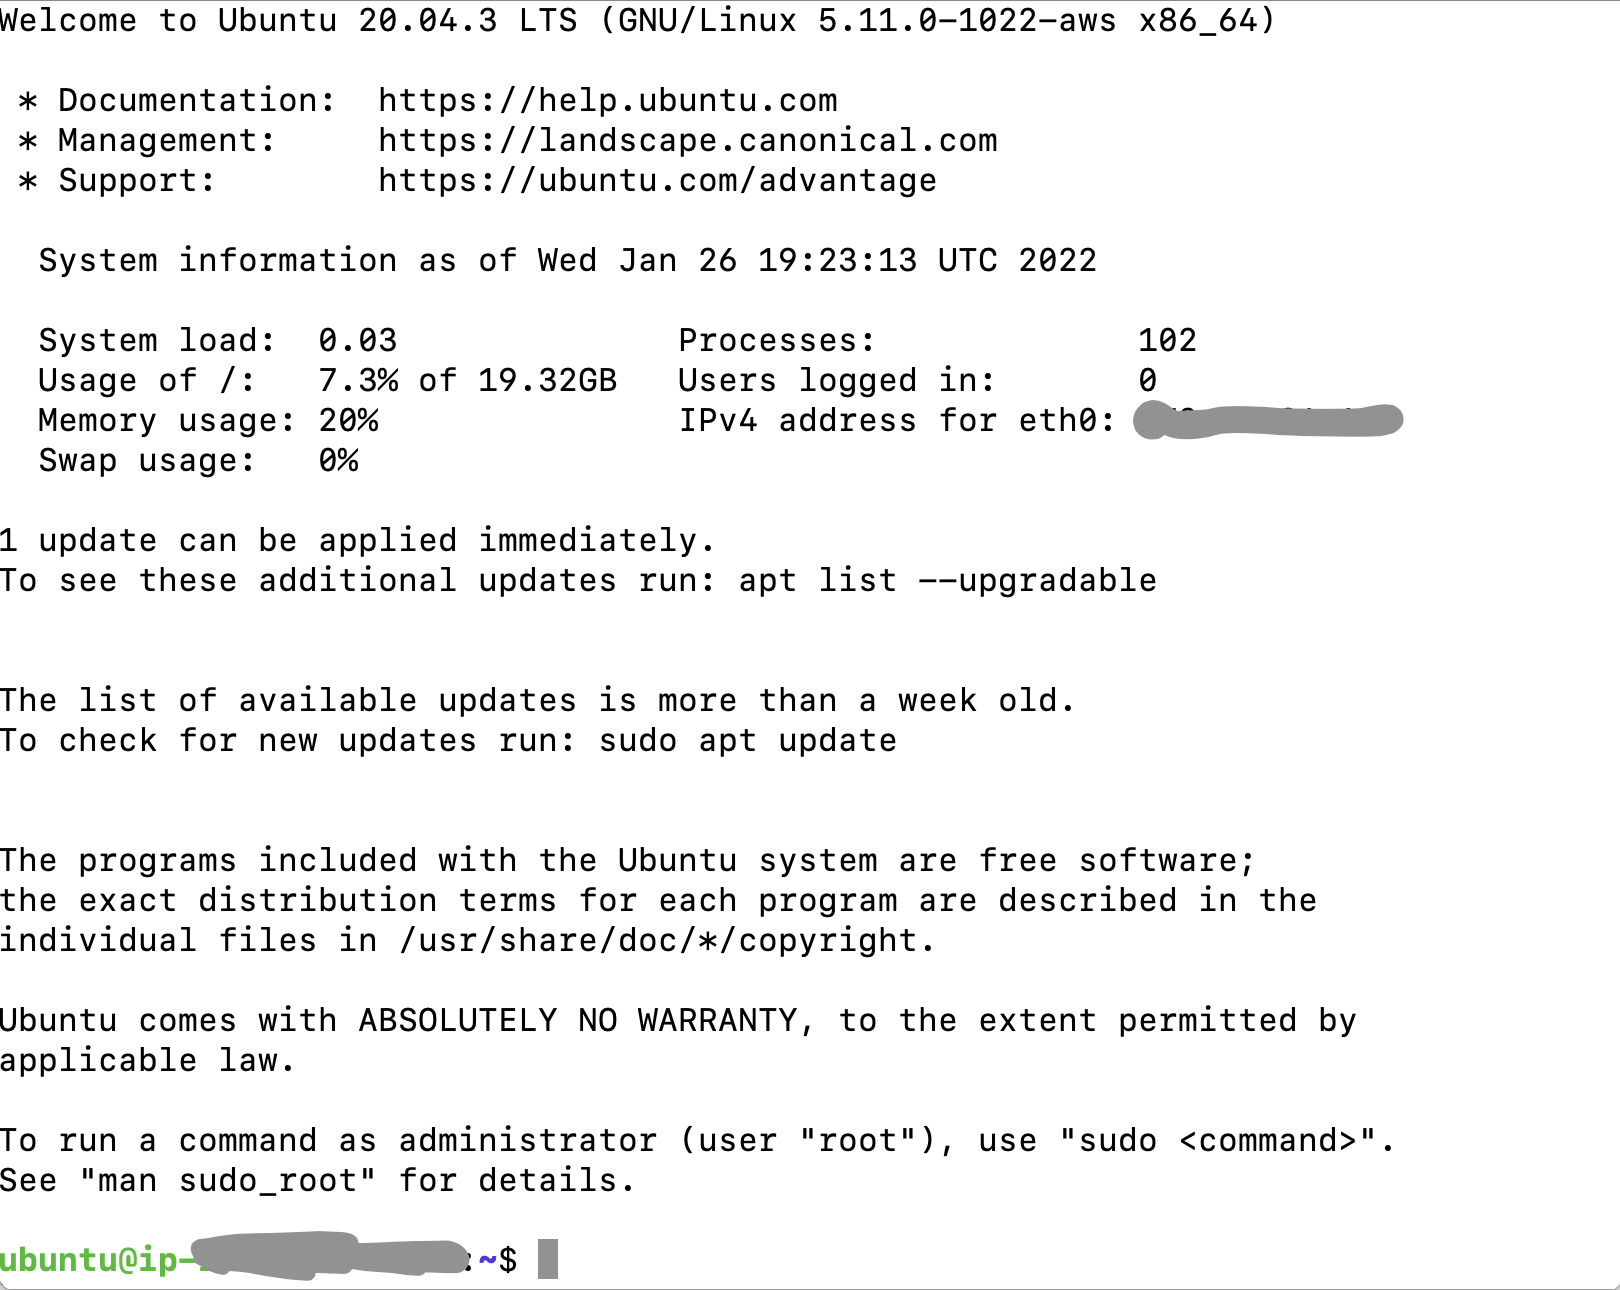 Welcome to Ubuntu 20.04.3 LTS (GNU/Linux 5.11.0-1022-aws x86_64)
* Documentation: https://help.ubuntu.com
* Management: https://landscape.canonical.com
* Support: https://ubuntu.com/advantage
System information as of Wed Jan 26 19:23:13 UTC 2022
System load: 0.03 Processes: 102
Usage of /: 7.3% of 19.32GB Users logged in: 0
Memory usage: 20% IPv4 address for eth0:
Swap usage: 0%
1 update can be applied immediately.
To see these additional updates run: apt list --upgradable
The list of available updates is more than a week old.
To check for new updates run: sudo apt update
The programs included with the Ubuntu system are free software;
the exact distribution terms for each program are described in the
individual files in /usr/share/doc/*/copyright.
Ubuntu comes with ABSOLUTELY NO WARRANTY, to the extent permitted by
applicable law.
To run a command as administrator (user "root"), use "sudo <command>".
See "man sudo_root" for details.
ubuntu@ip- :~$